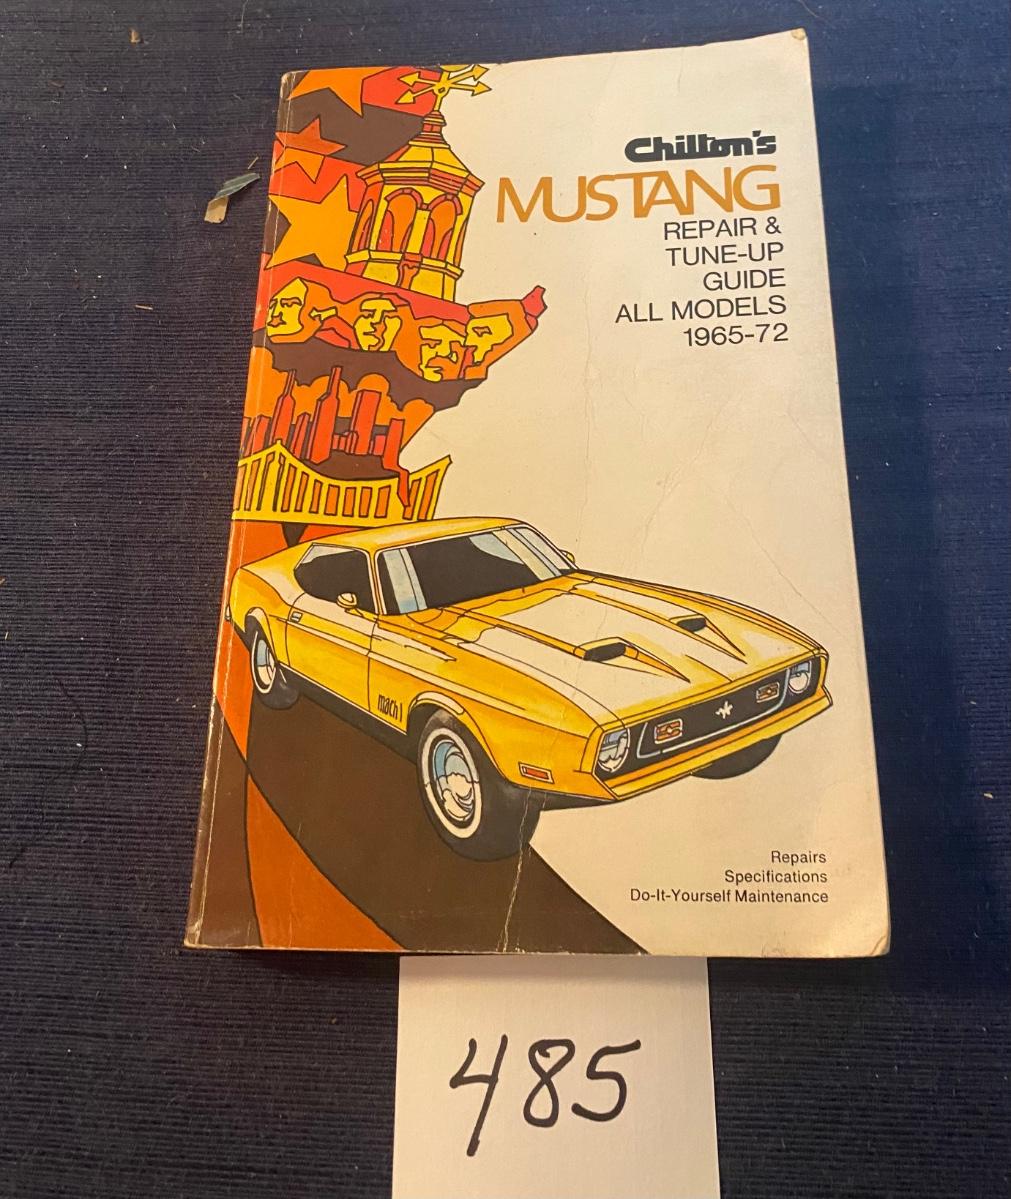 Chilton's
MUSTANG
REPAIR &
TUNE-UP
GUIDE
ALL MODELS
1965-72
mach 1
Repairs
Specifications
Do-It-Yourself Maintenance
485